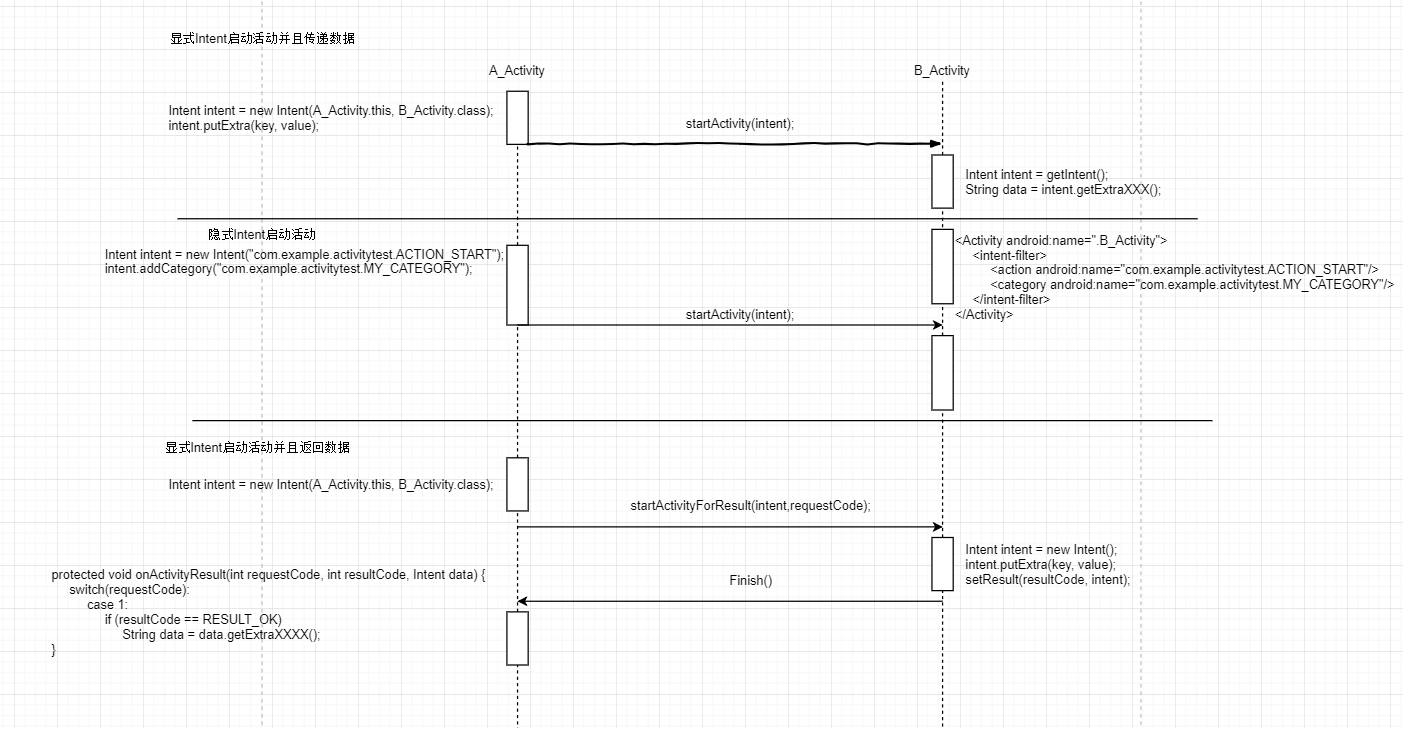 显式Intent启动活动并且传递数据
A_Activity
B_Activity
Intent intent = new Intent(A_Activity.this, B_Activity.class);
intent.putExtra(key, value);
startActivity(intent);
Intent intent = getIntent();
String data = intent.getExtraXXX();
隐式Intent启动活动
Intent intent = new Intent("com.example.activitytest.ACTION_START");
intent.addCategory("com.example.activitytest.MY_CATEGORY");
<Activity android:name=".B_Activity">
<intent-filter>
<action android:name="com.example.activitytest.ACTION_START"/>
<category android:name="com.example.activitytest.MY_CATEGORY"/>
</intent-filter>
</Activity>
startActivity(intent);
显式Intent启动活动并且返回数据
Intent intent = new Intent(A_Activity.this, B_Activity.class);
startActivityForResult(intent,requestCode);
Intent intent = new Intent();
intent.putExtra(key, value);
setResult(resultCode, intent);
Finish()
protected void onActivityResult(int requestCode, int resultCode, Intent data) {
switch(requestCode):
case 1:
if (resultCode == RESULT_OK)
String data = data.getExtraXXXX();
}